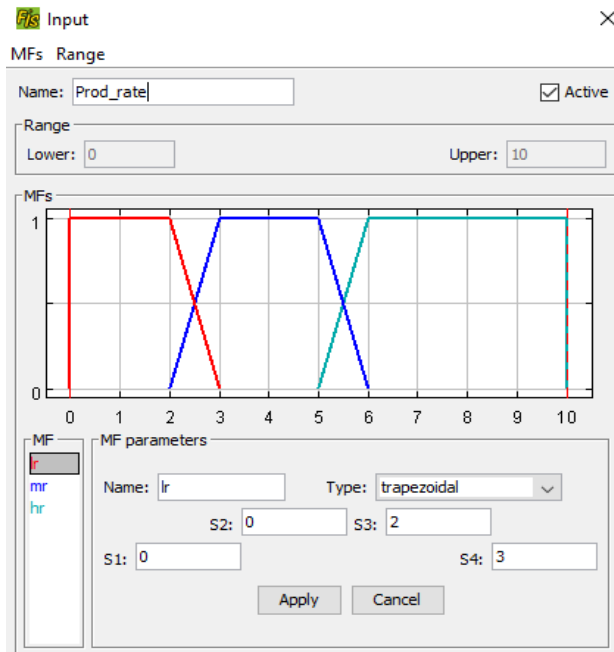 Fis Input
MFs Range
Name: Prod_rate Active
Range
Lower: 0 Upper: 10
MFs
1
0
0 1 2 3 4 5 6 7 8 9 10
MF MF parameters
lr
mr
hr
Name: lr Type: trapezoidal
S2: 0 S3: 2
S1: 0 S4: 3
Apply Cancel